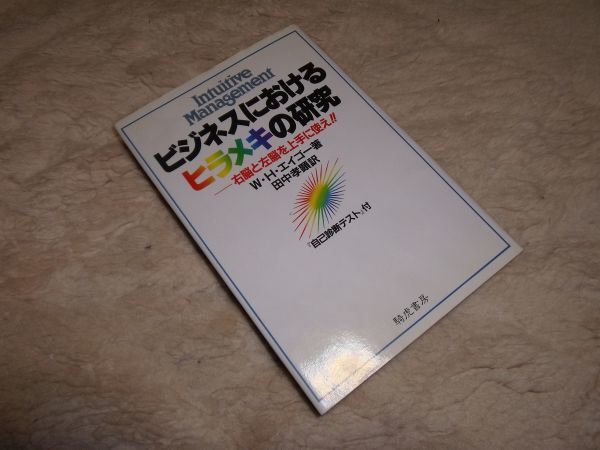 Intuitive
Management
ビジネスにおける
ヒラメキの研究
──右脳と左脳を上手に使え!!
W・H・エイゴー著
田中孝顕訳
『自己診断テスト』付
騎虎書房